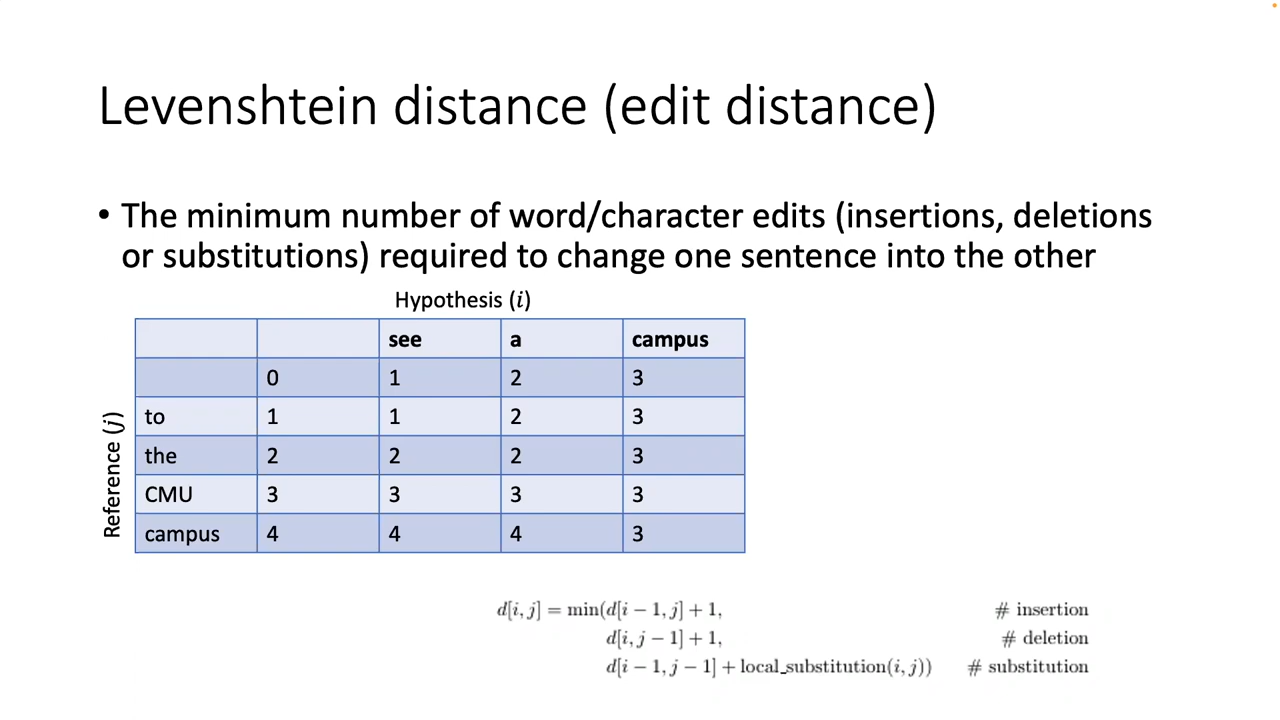 Levenshtein distance (edit distance)
• The minimum number of word/character edits (insertions, deletions
or substitutions) required to change one sentence into the other
Hypothesis (i)
see a campus
0 1 2 3
Reference (j)
to 1 1 2 3
the 2 2 2 3
CMU 3 3 3 3
campus 4 4 4 3
d[i, j] = min(d[i − 1, j] + 1, # insertion
d[i, j − 1] + 1, # deletion
d[i − 1, j − 1] + local_substitution(i, j)) # substitution